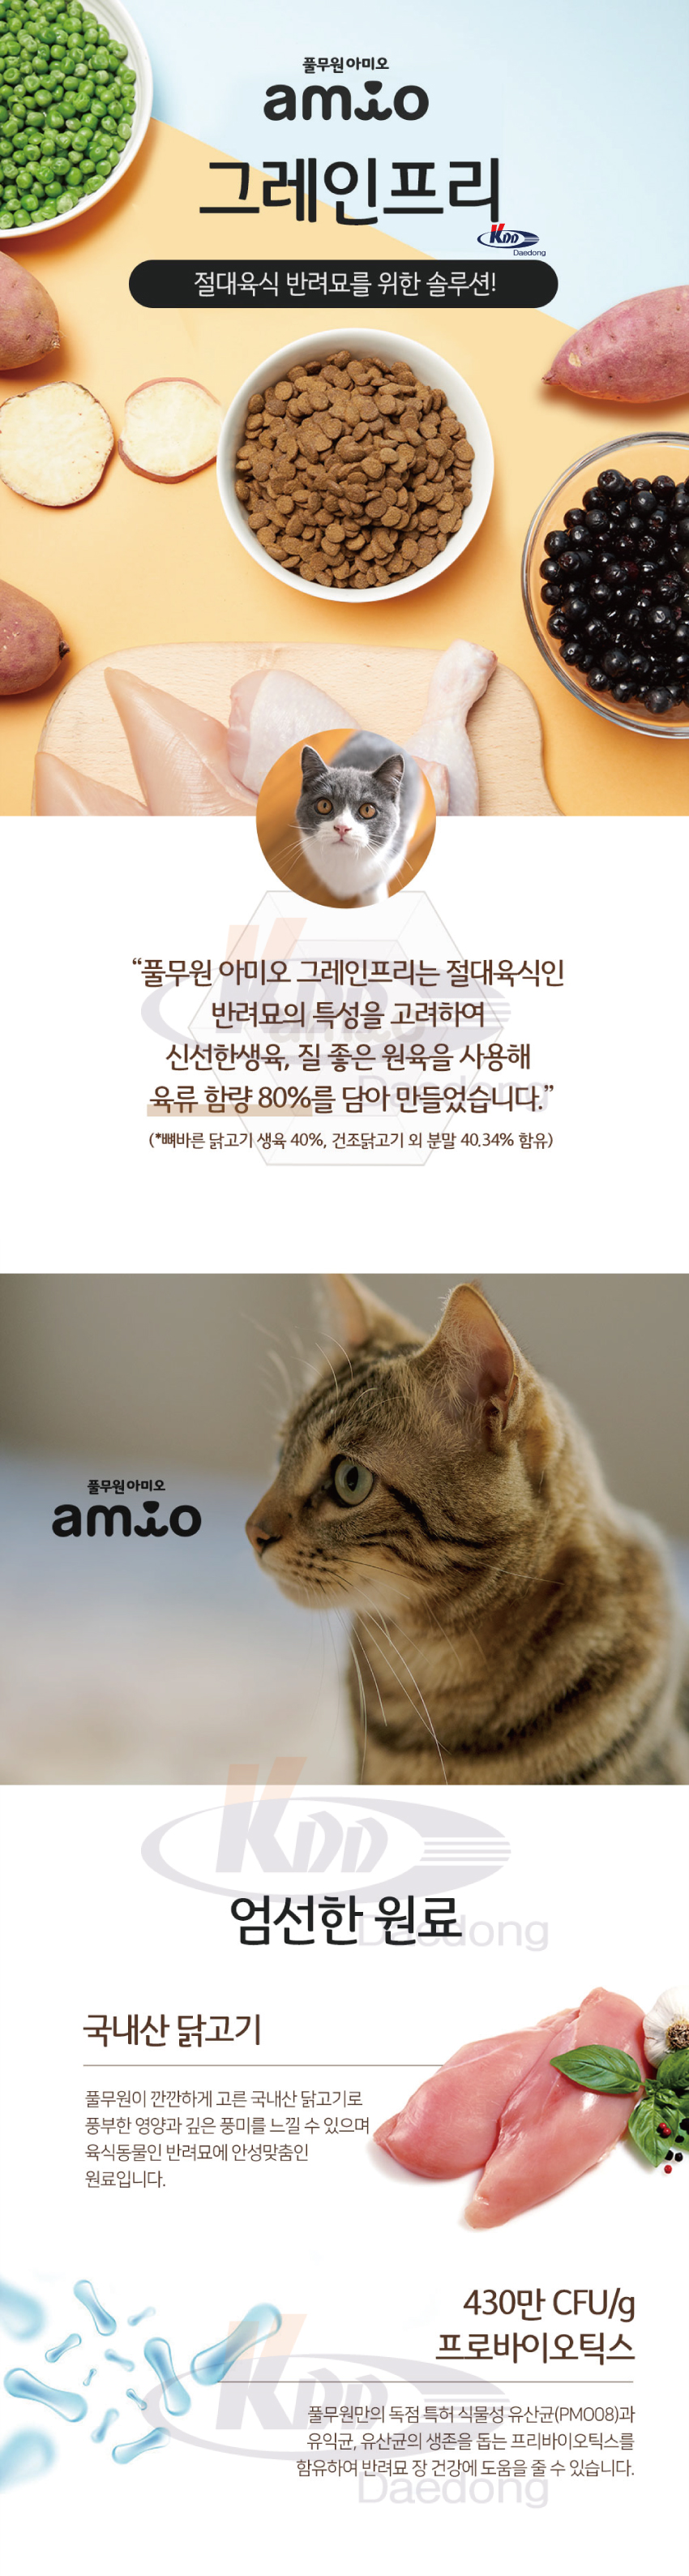 풀무원 아미오
amio
그레인프리
KDD
Daedong
절대육식 반려묘를 위한 솔루션!
“풀무원 아미오 그레인프리는 절대육식인
반려묘의 특성을 고려하여
신선한생육, 질 좋은 원육을 사용해
육류 함량 80%를 담아 만들었습니다.”
(*뼈바른 닭고기 생육 40%, 건조닭고기 외 분말 40.34% 함유)
KDD
amio
Daedong
풀무원 아미오
amio
KDD
엄선한 원료
Daedong
국내산 닭고기
풀무원이 깐깐하게 고른 국내산 닭고기로
풍부한 영양과 깊은 풍미를 느낄 수 있으며
육식동물인 반려묘에 안성맞춤인
원료입니다.
430만 CFU/g
프로바이오틱스
KDD
풀무원만의 독점 특허 식물성 유산균(PMO08)과
유익균, 유산균의 생존을 돕는 프리바이오틱스를
함유하여 반려묘 장 건강에 도움을 줄 수 있습니다.
Daedong